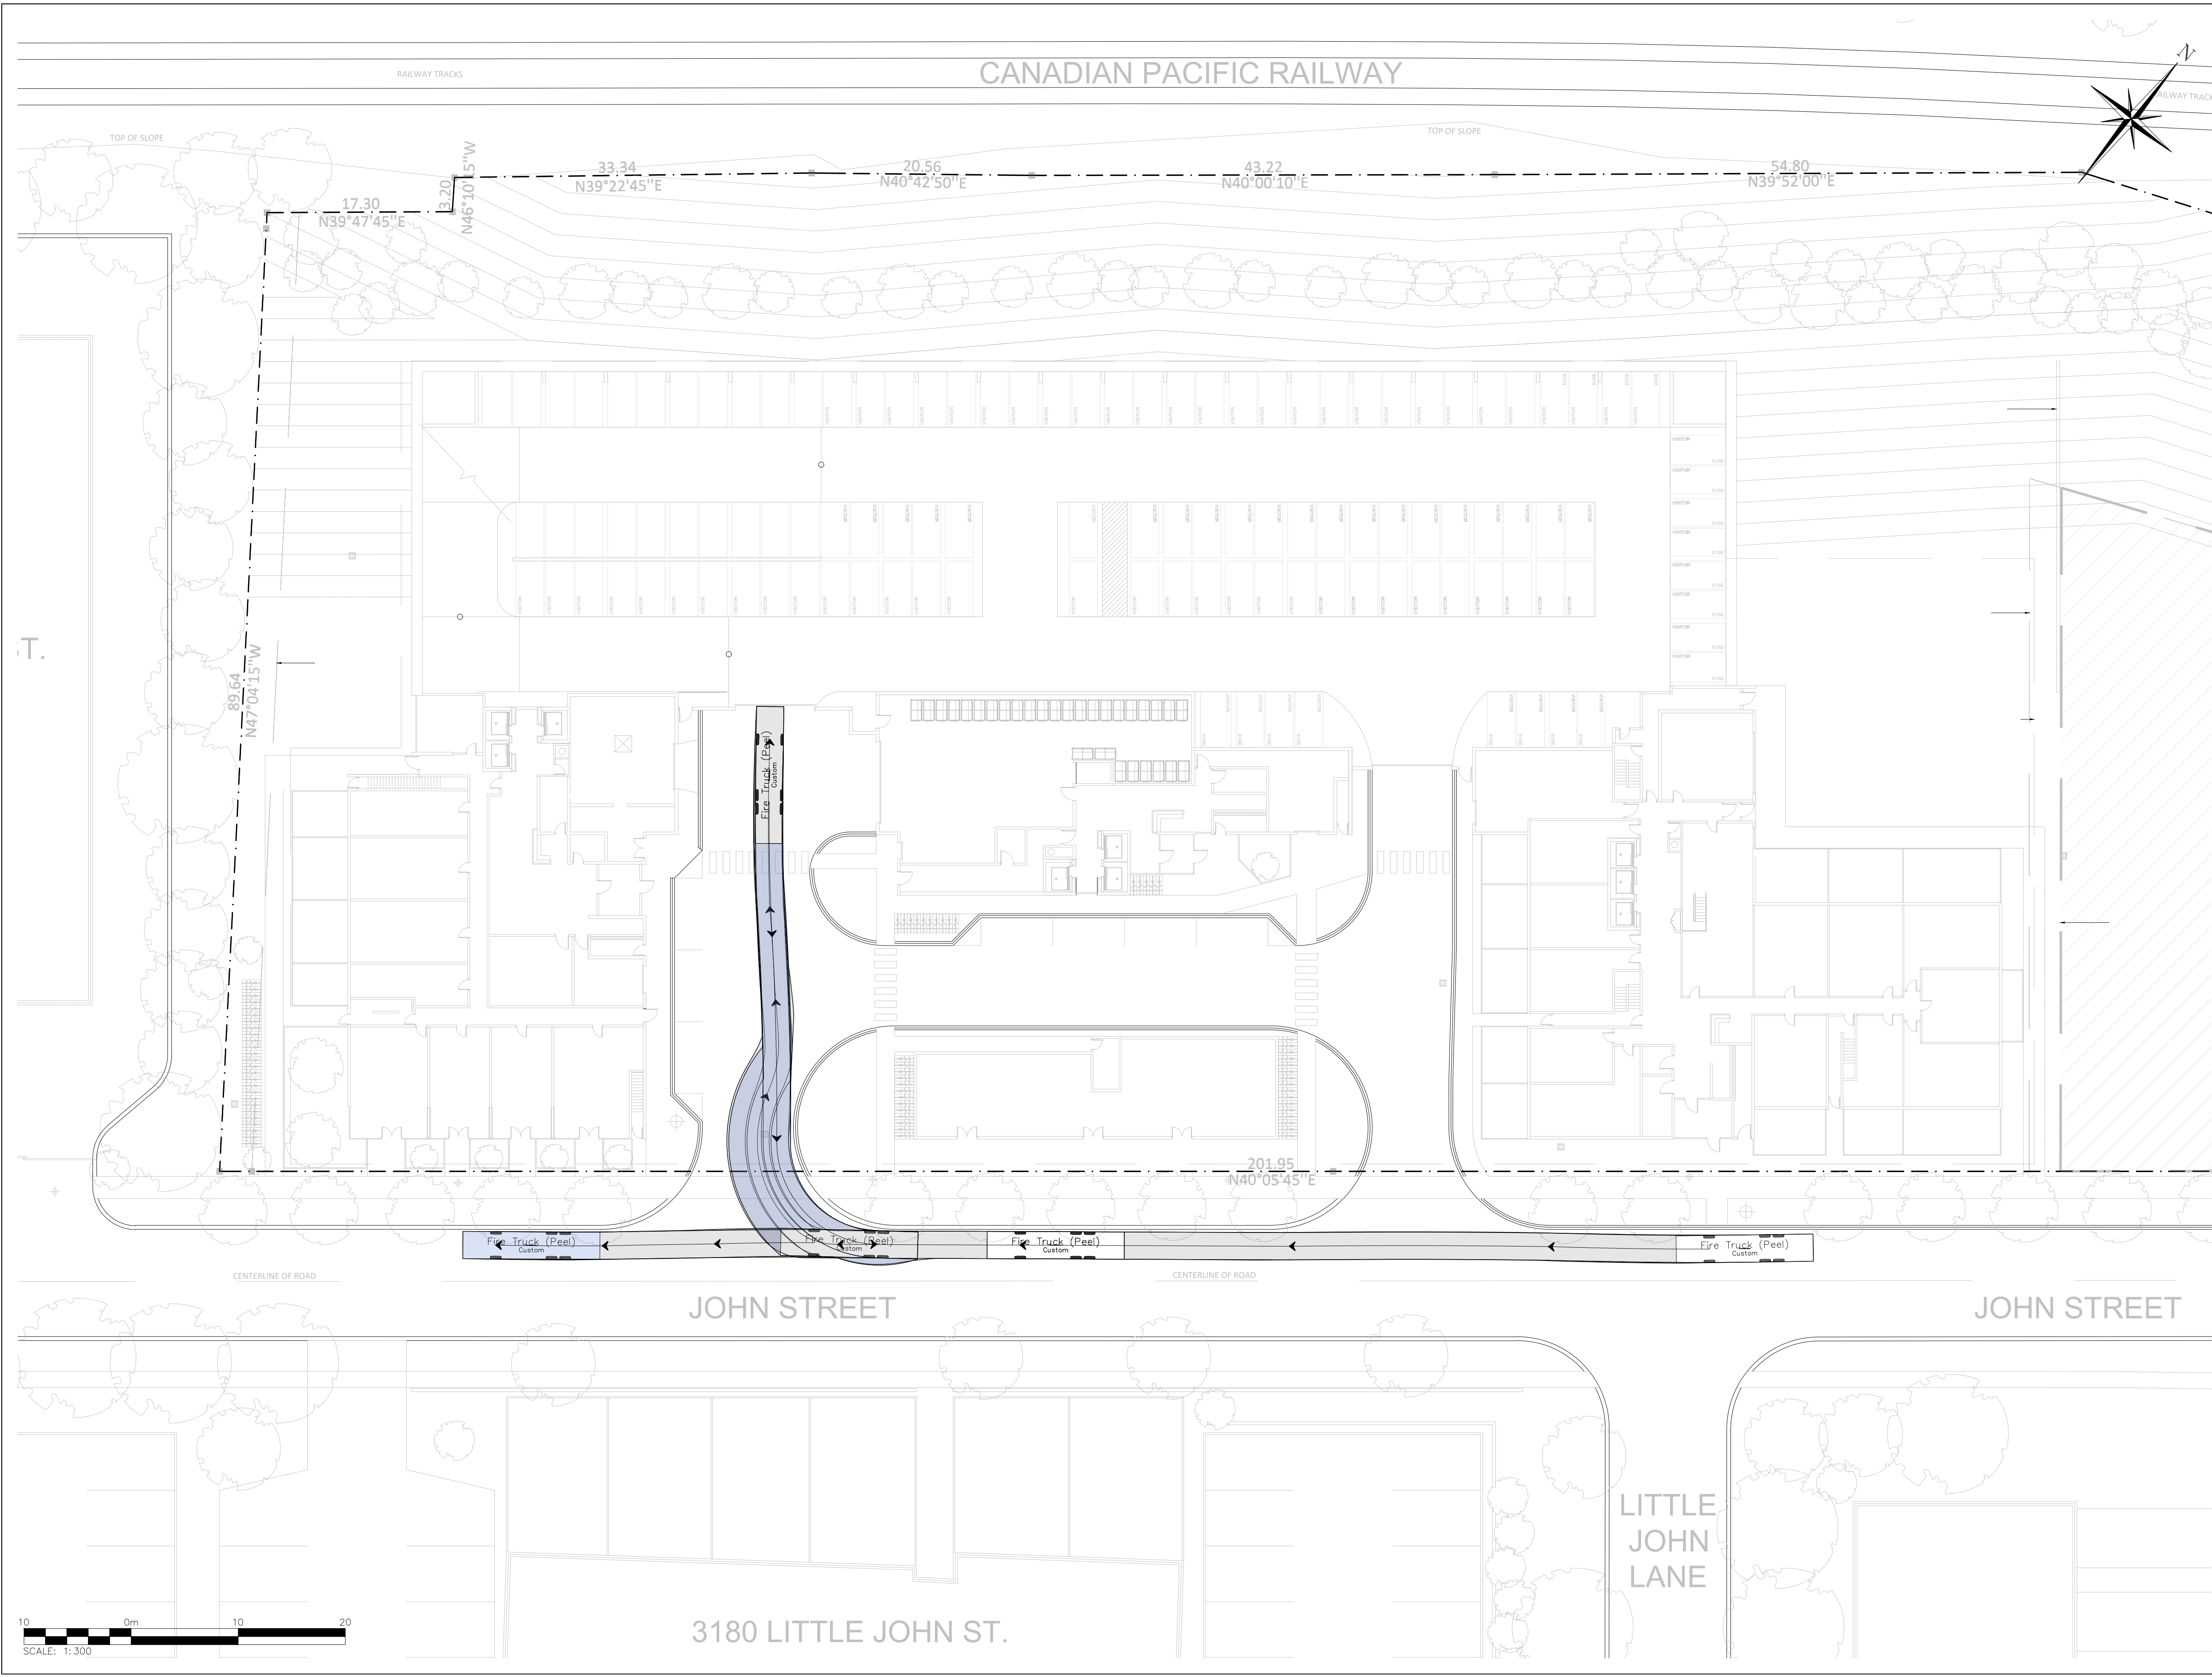 CANADIAN PACIFIC RAILWAY
RAILWAY TRACKS
N
TOP OF SLOPE
TOP OF SLOPE
33.34
N39°22'45"E
20.56
N40°42'50"E
43.22
N40°00'10"E
54.80
N39°52'00"E
3.20
N46°10'15"W
17.30
N39°47'45"E
89.64
N47°04'15"W
Fire Truck (Peel)
Custom
201.95
N40°05'45"E
Fire Truck (Peel)
Custom
Fire Truck (Peel)
Custom
Fire Truck (Peel)
Custom
Fire Truck (Peel)
Custom
CENTERLINE OF ROAD
CENTERLINE OF ROAD
JOHN STREET
JOHN STREET
LITTLE
JOHN
LANE
3180 LITTLE JOHN ST.
10 0m 10 20
SCALE: 1:300